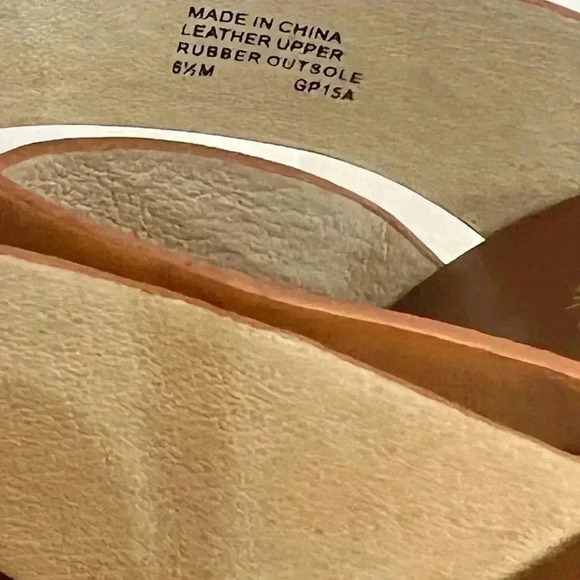 MADE IN CHINA
LEATHER UPPER
RUBBER OUTSOLE
6½M GP15A